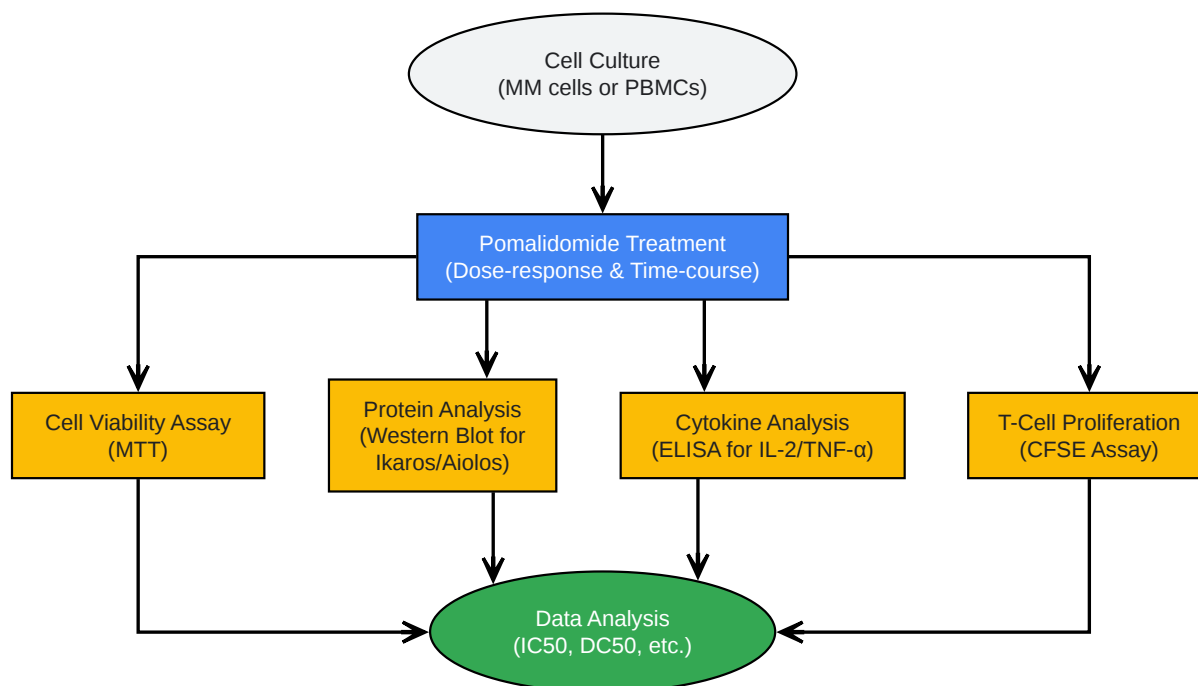 Cell Culture
(MM cells or PBMCs)
Pomalidomide Treatment
(Dose-response & Time-course)
Cell Viability Assay
(MTT)
Protein Analysis
(Western Blot for
Ikaros/Aiolos)
Cytokine Analysis
(ELISA for IL-2/TNF-α)
T-Cell Proliferation
(CFSE Assay)
Data Analysis
(IC50, DC50, etc.)